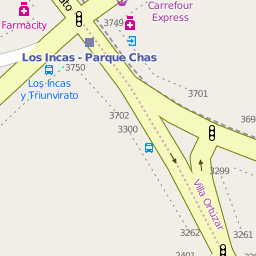 Carrefour
Express
Farmacity
3749
Los Incas - Parque Chas
3750
Los Incas
y Triunvirato
3701
3702
3300
3299
Villa Ortúzar
3262
3261
2401